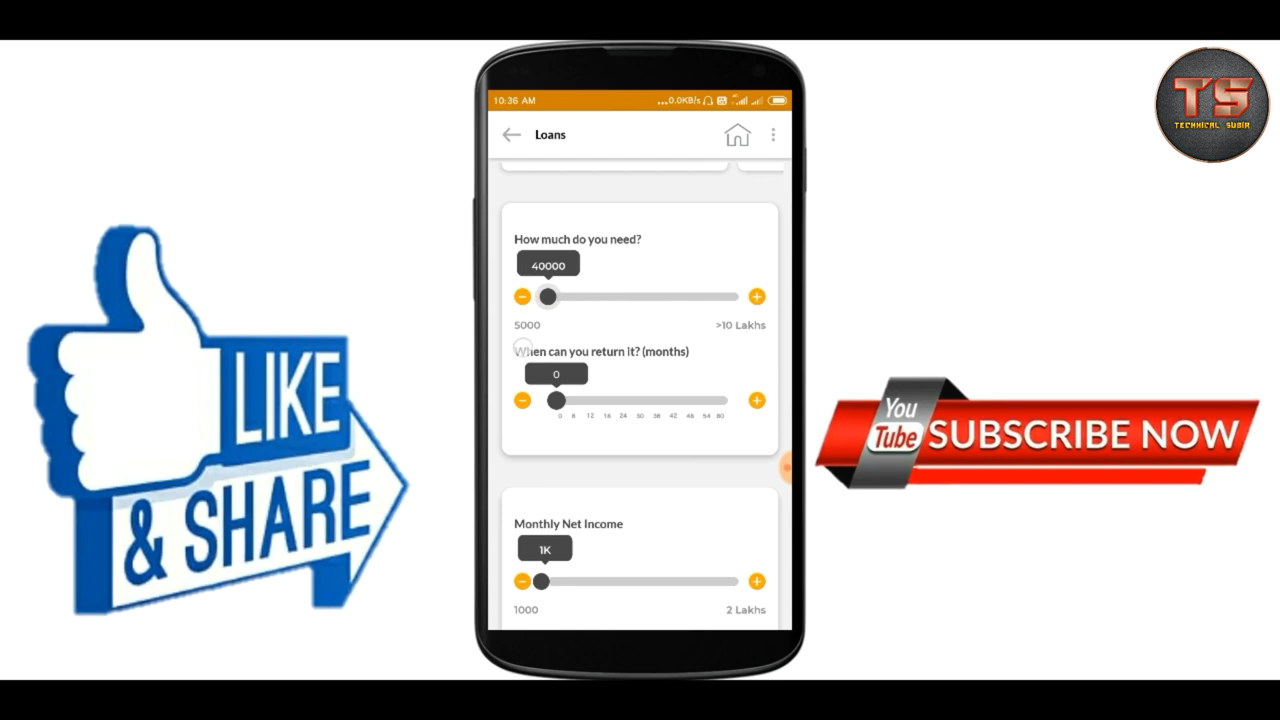 10:36 AM
...0.0KB/s
TS
TECHNICAL SUBIR
Loans
How much do you need?
40000
5000
>10 Lakhs
When can you return it? (months)
0
0 6 12 18 24 30 36 42 48 54 60
Monthly Net Income
1K
1000
2 Lakhs
LIKE
& SHARE
You
Tube
SUBSCRIBE NOW